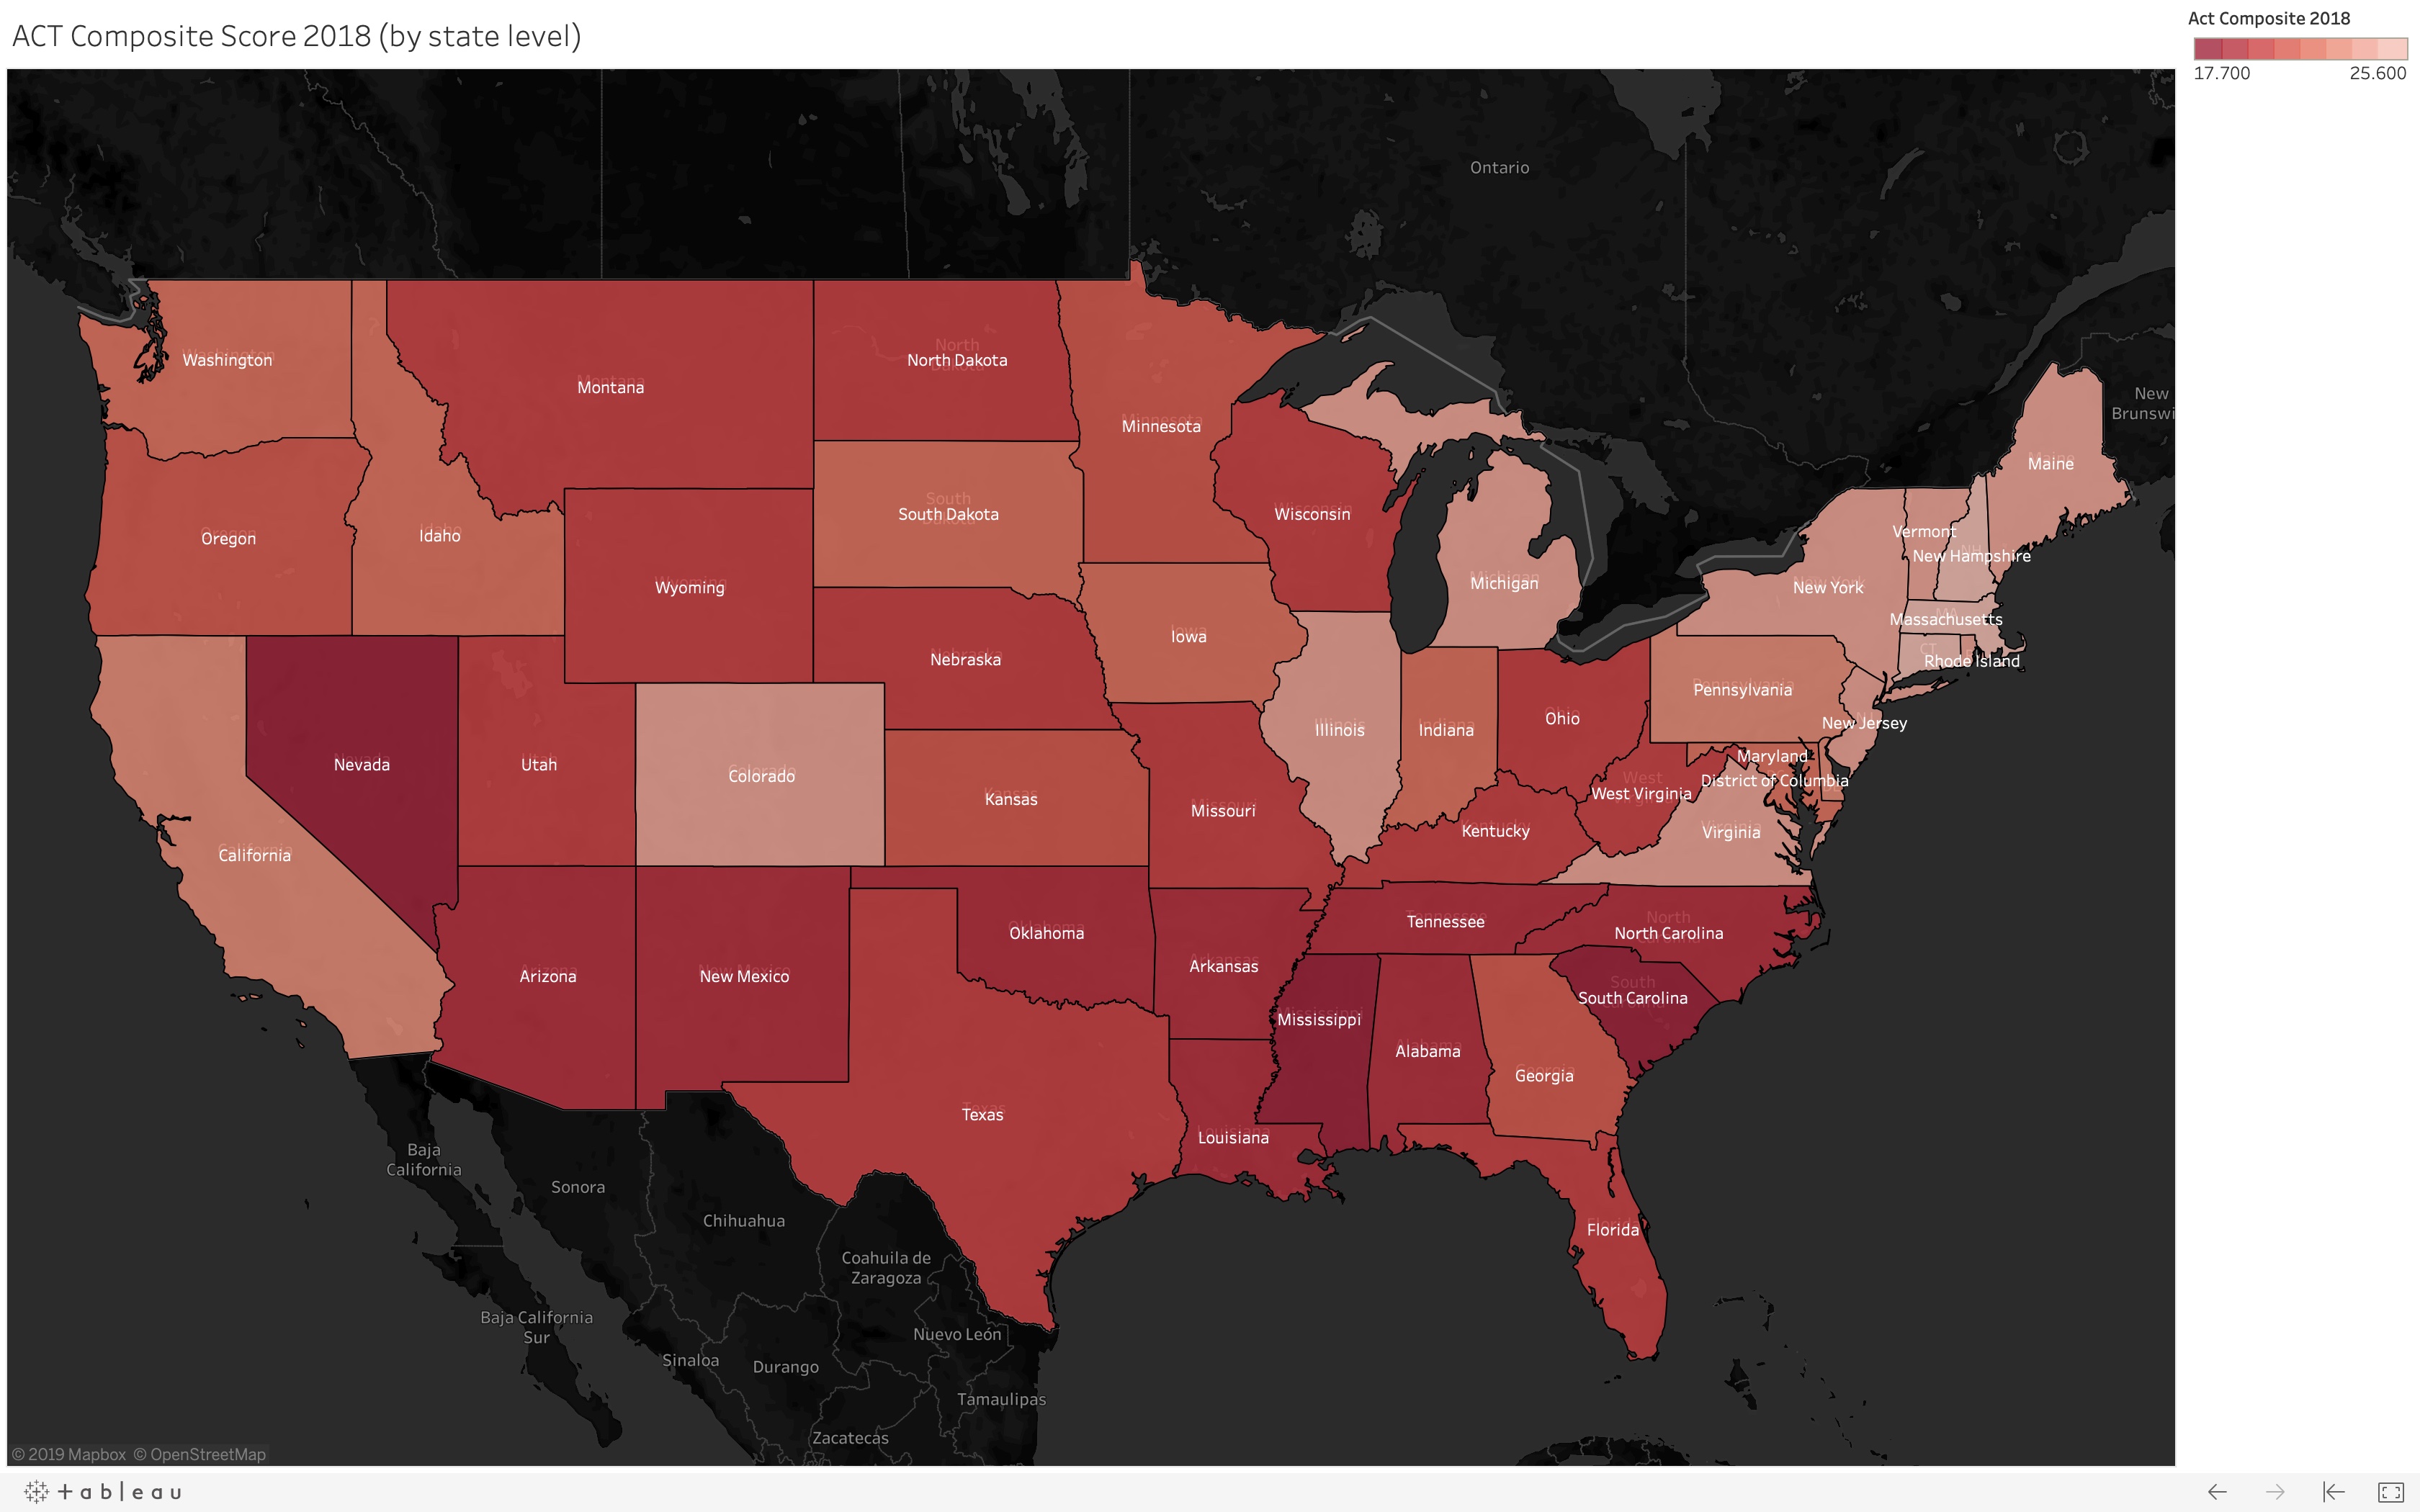 ACT Composite Score 2018 (by state level)
Act Composite 2018
17.700 25.600
Ontario
New
Brunswi
Washington
Montana
North Dakota
Minnesota
Maine
Oregon
Idaho
South Dakota
Wisconsin
Vermont
New Hampshire
Wyoming
Michigan
New York
Massachusetts
Iowa
Nebraska
Rhode Island
Pennsylvania
Nevada
Utah
Colorado
Illinois
Indiana
Ohio
New Jersey
Maryland
District of Columbia
Kansas
Missouri
West Virginia
Kentucky
Virginia
California
Oklahoma
Tennessee
North Carolina
Arizona
New Mexico
Arkansas
South Carolina
Mississippi
Alabama
Georgia
Texas
Louisiana
Florida
Baja
California
Sonora
Chihuahua
Coahuila de
Zaragoza
Baja California
Sur
Nuevo León
Sinaloa
Durango
Tamaulipas
Zacatecas
© 2019 Mapbox © OpenStreetMap
+ableau